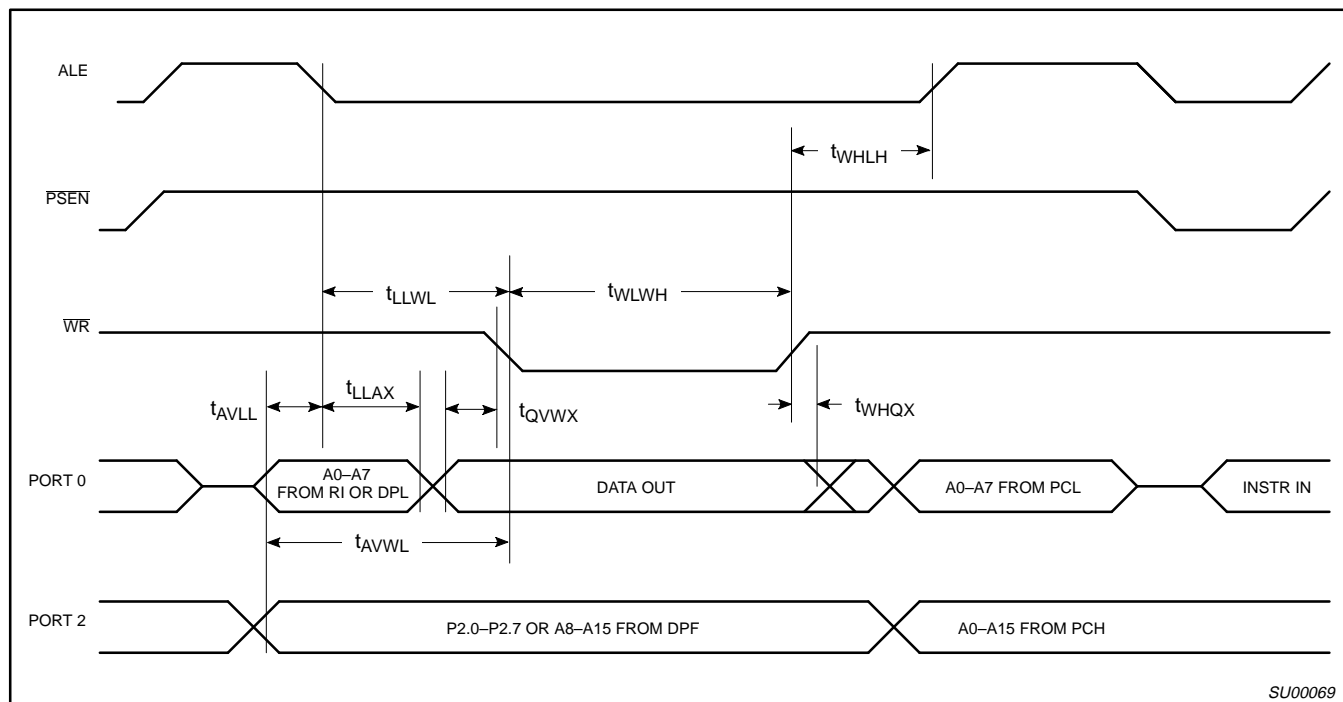 ALE
tWHLH
PSEN
tLLWL
tWLWH
WR
tAVLL
tLLAX
tQVWX
tWHQX
PORT 0
A0–A7
FROM RI OR DPL
DATA OUT
A0–A7 FROM PCL
INSTR IN
tAVWL
PORT 2
P2.0–P2.7 OR A8–A15 FROM DPF
A0–A15 FROM PCH
SU00069